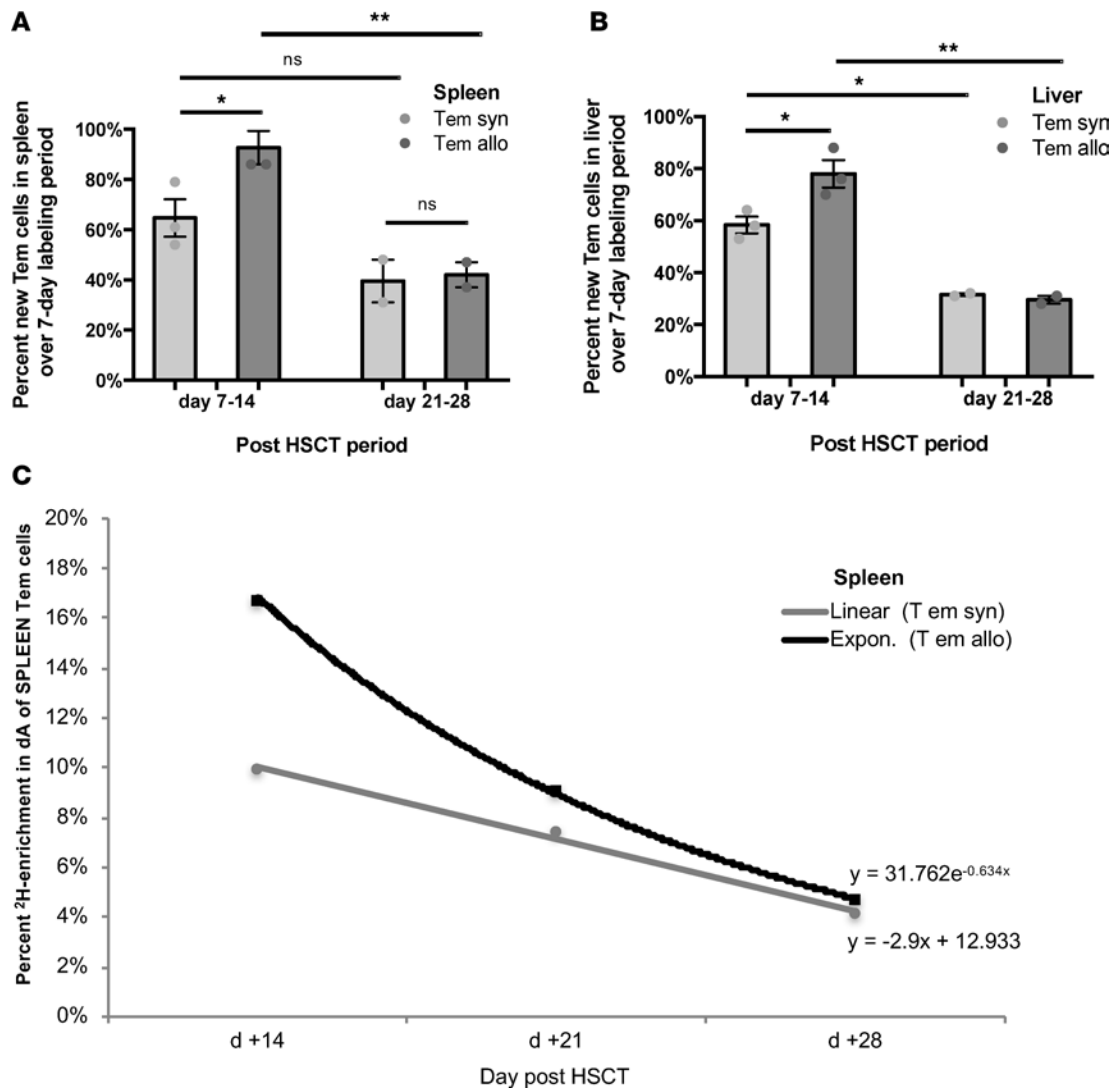 A
**
ns
*
Spleen
Tem syn
Tem allo
ns
Percent new Tem cells in spleen
over 7-day labeling period
100%
80%
60%
40%
20%
0%
day 7-14
day 21-28
Post HSCT period
B
**
*
*
Liver
Tem syn
Tem allo
Percent new Tem cells in liver
over 7-day labeling period
100%
80%
60%
40%
20%
0%
day 7-14
day 21-28
Post HSCT period
C
Percent ²H-enrichment in dA of SPLEEN Tem cells
20%
18%
16%
14%
12%
10%
8%
6%
4%
2%
0%
Spleen
Linear (T em syn)
Expon. (T em allo)
y = 31.762e⁻⁰·⁶³⁴ˣ
y = -2.9x + 12.933
d +14
d +21
d +28
Day post HSCT